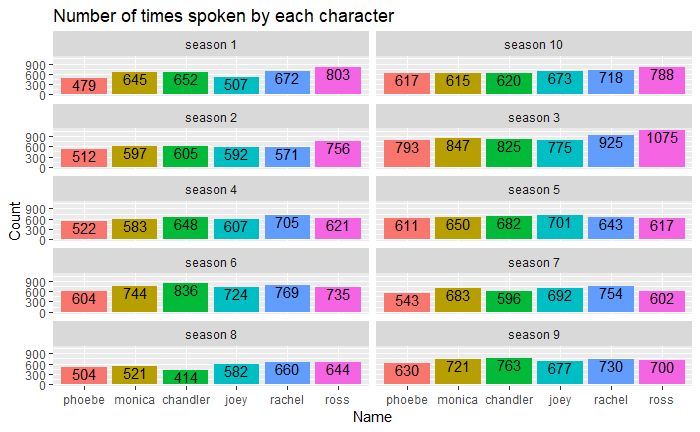 Number of times spoken by each character
season 1
season 10
900
600
300
0
479 645 652 507 672 803
617 615 620 673 718 788
season 2
season 3
900
600
300
0
512 597 605 592 571 756
793 847 825 775 925 1075
season 4
season 5
900
600
300
0
522 583 648 607 705 621
611 650 682 701 643 617
season 6
season 7
900
600
300
0
604 744 836 724 769 735
543 683 596 692 754 602
season 8
season 9
900
600
300
0
504 521 414 582 660 644
630 721 763 677 730 700
phoebe monica chandler joey rachel ross
phoebe monica chandler joey rachel ross
Count
Name